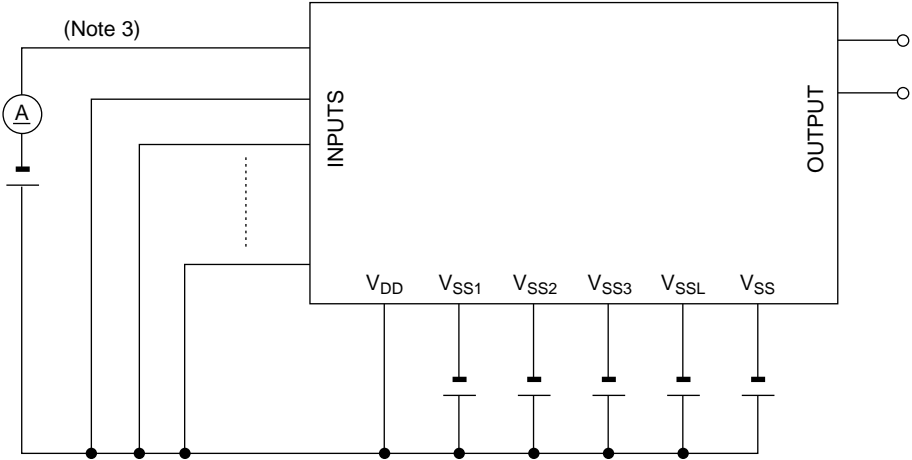 (Note 3)
A
INPUTS
OUTPUT
VDD VSS1 VSS2 VSS3 VSSL VSS